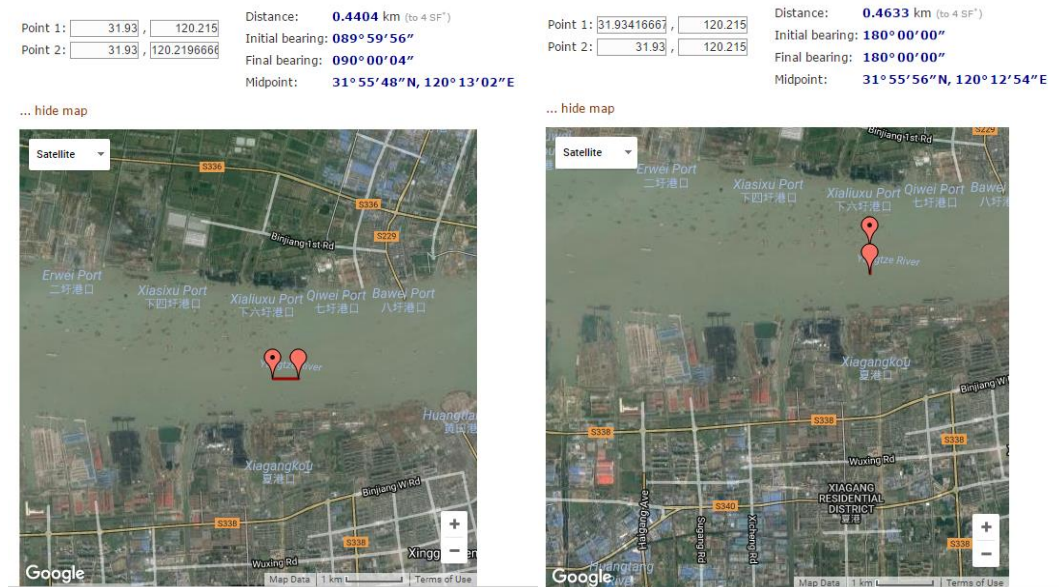 Point 1: 31.93 , 120.215
Point 2: 31.93 , 120.2196666
Distance: 0.4404 km (to 4 SF*)
Initial bearing: 089°59′56″
Final bearing: 090°00′04″
Midpoint: 31°55′48″N, 120°13′02″E
... hide map
Satellite
S336
S336
S229
Binjiang 1st Rd
Erwei Port
二圩港口
Xiasixu Port
下四圩港口
Xialiuxu Port
下六圩港口
Qiwei Port
七圩港口
Bawei Port
八圩港口
Xiagangkou
夏港口
Binjiang W Rd
S338
S338
Wuxing Rd
+
−
Google
Map Data
1 km
Terms of Use
Point 1: 31.93416667 , 120.215
Point 2: 31.93 , 120.215
Distance: 0.4633 km (to 4 SF*)
Initial bearing: 180°00′00″
Final bearing: 180°00′00″
Midpoint: 31°55′56″N, 120°12′54″E
... hide map
Satellite
Binjiang 1st Rd
S229
Erwei Port
二圩港口
Xiasixu Port
下四圩港口
Xialiuxu Port
下六圩港口
Qiwei Port
七圩港口
Bawei
River
Xiagangkou
夏港口
Binjiang W
S338
S338
S338
Wuxing Rd
XIAGANG
RESIDENTIAL
DISTRICT
夏港
S340
Haigang Ave
Sugang Rd
Xicheng Rd
S338
+
−
Google
Map Data
1 km
Terms of Use